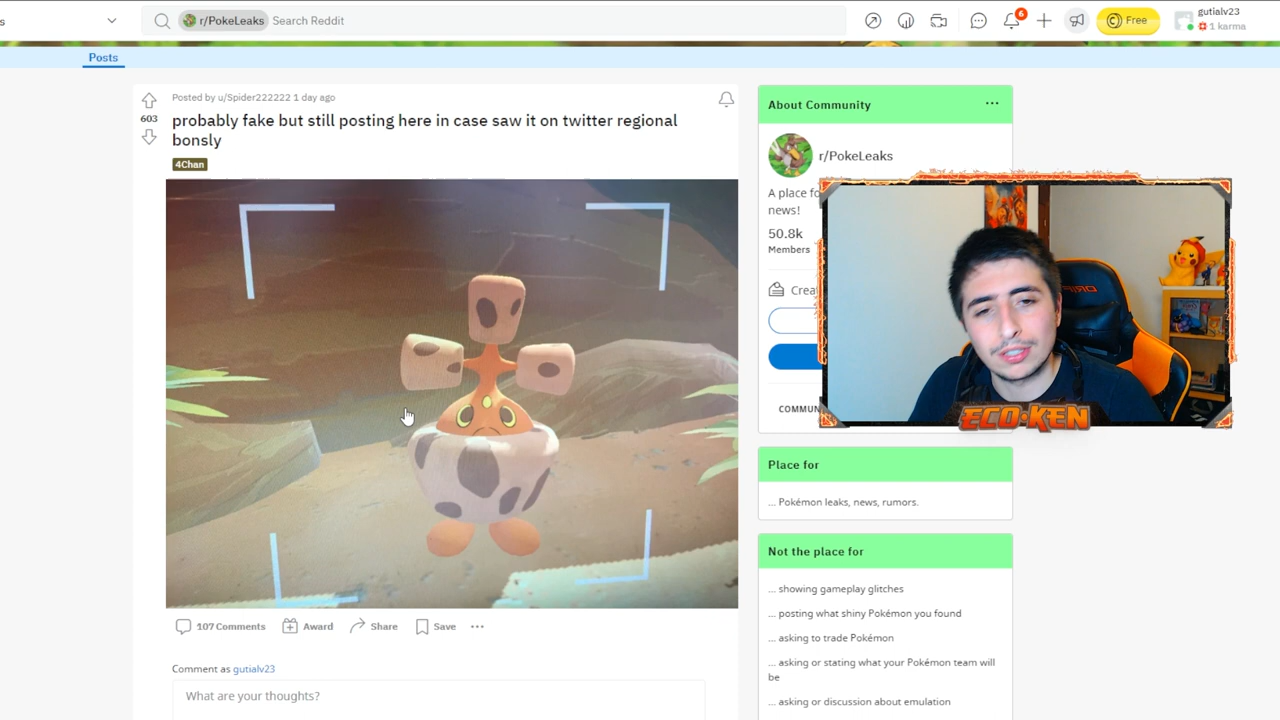 s
r/PokeLeaks Search Reddit
6
Free
gutialv23
1 karma
Posts
Posted by u/Spider222222 1 day ago
603
probably fake but still posting here in case saw it on twitter regional
bonsly
4Chan
107 Comments Award Share Save
Comment as gutialv23
What are your thoughts?
About Community
r/PokeLeaks
A place fo
news!
50.8k
Members
Crea
COMMUN
ECO·KEN
Place for
... Pokémon leaks, news, rumors.
Not the place for
... showing gameplay glitches
... posting what shiny Pokémon you found
... asking to trade Pokémon
... asking or stating what your Pokémon team will
be
... asking or discussion about emulation